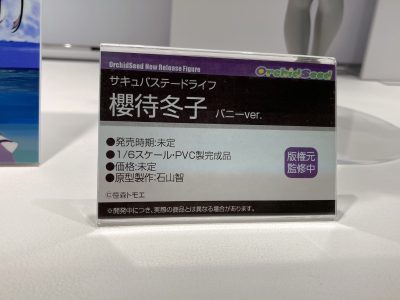 OrchidSeed New Release Figure
OrchidSeed
サキュバステードライフ
櫻待冬子 バニーver.
●発売時期:未定
●1/6スケール・PVC製完成品
●価格:未定
●原型製作:石山智
版権元
監修中
©笹森トモエ
※開発中につき、実際の商品とは異なる場合があります。